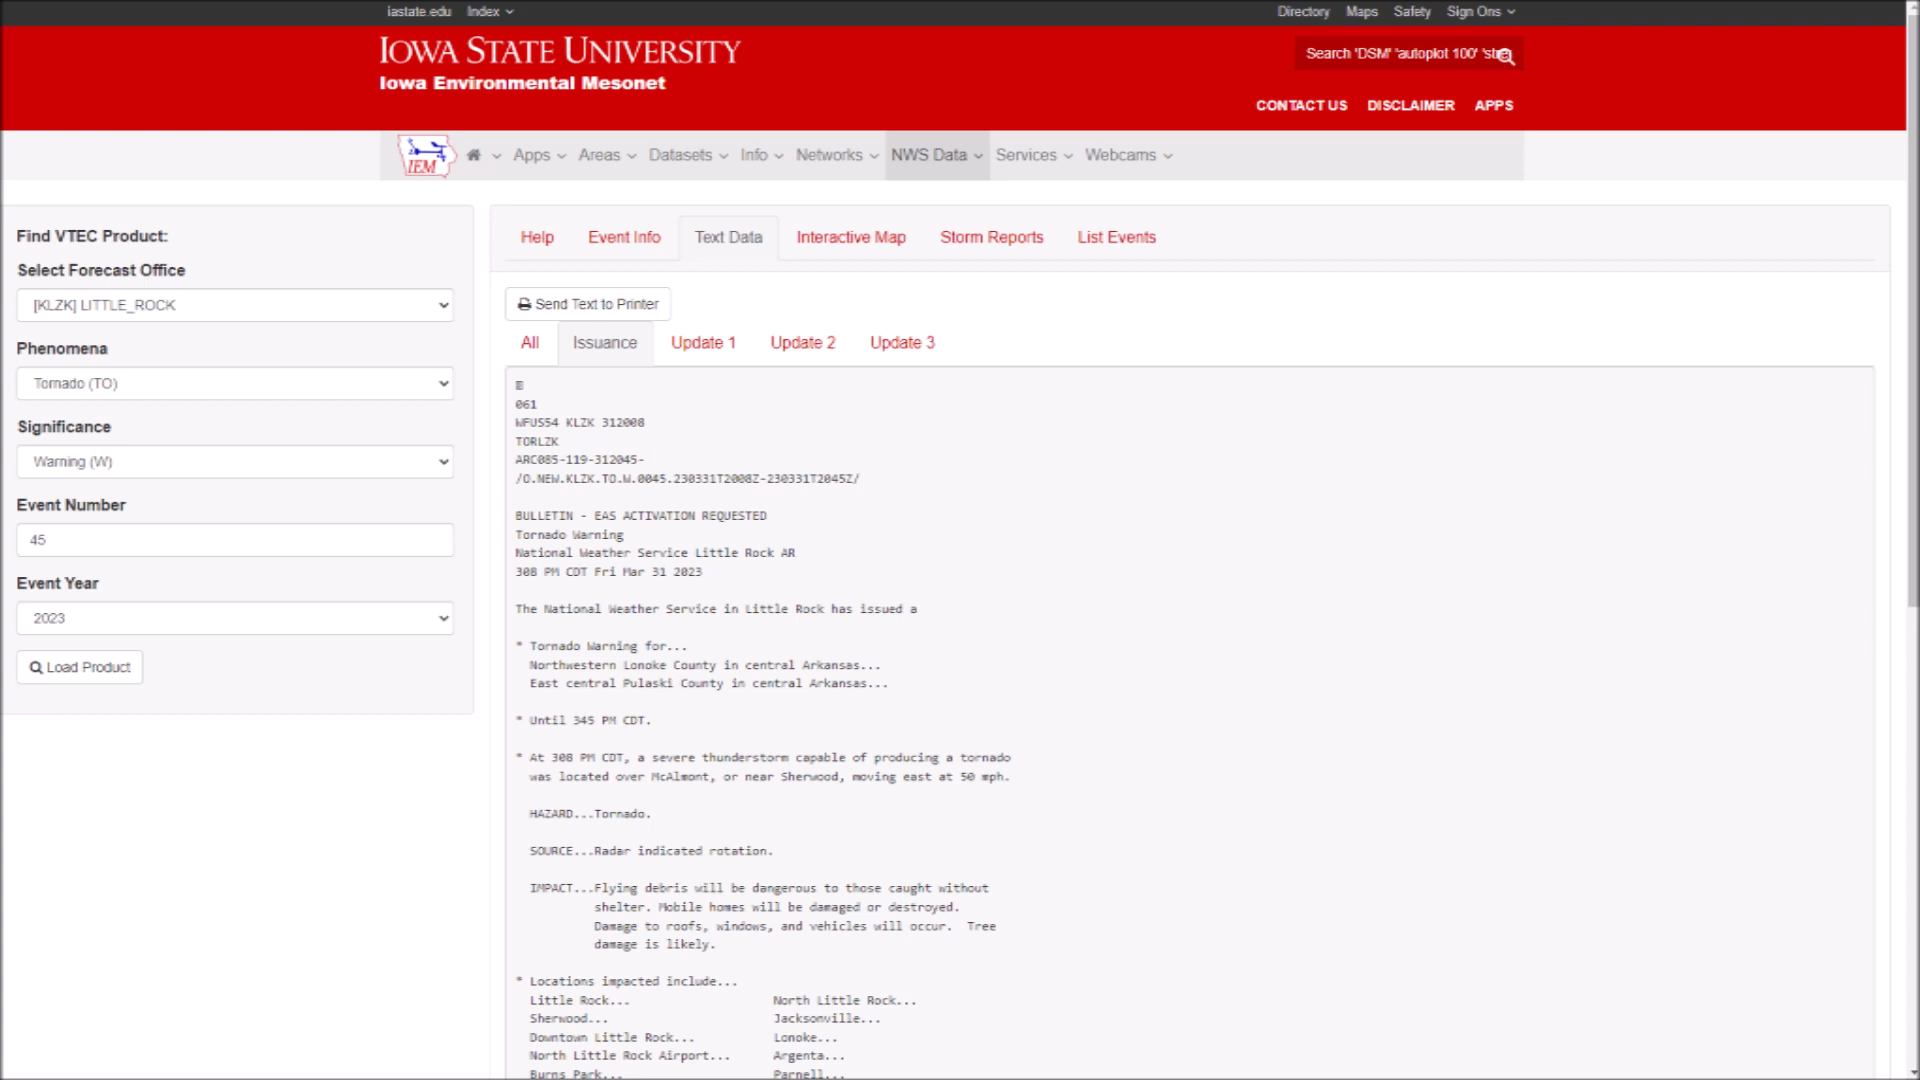 iastate.edu Index
Directory Maps Safety Sign Ons
IOWA STATE UNIVERSITY
Iowa Environmental Mesonet
Search 'DSM' 'autoplot 100'
CONTACT US DISCLAIMER APPS
IEM Apps Areas Datasets Info Networks NWS Data Services Webcams
Find VTEC Product:
Select Forecast Office
[KLZK] LITTLE_ROCK
Phenomena
Tornado (TO)
Significance
Warning (W)
Event Number
45
Event Year
2023
Load Product
Help Event Info Text Data Interactive Map Storm Reports List Events
Send Text to Printer
All Issuance Update 1 Update 2 Update 3
061
WFUS54 KLZK 312008
TORLZK
ARC085-119-312045-
/O.NEW.KLZK.TO.W.0045.230331T2008Z-230331T2045Z/
BULLETIN - EAS ACTIVATION REQUESTED
Tornado Warning
National Weather Service Little Rock AR
308 PM CDT Fri Mar 31 2023
The National Weather Service in Little Rock has issued a
* Tornado Warning for...
Northwestern Lonoke County in central Arkansas...
East central Pulaski County in central Arkansas...
* Until 345 PM CDT.
* At 308 PM CDT, a severe thunderstorm capable of producing a tornado
was located over McAlmont, or near Sherwood, moving east at 50 mph.
HAZARD...Tornado.
SOURCE...Radar indicated rotation.
IMPACT...Flying debris will be dangerous to those caught without
shelter. Mobile homes will be damaged or destroyed.
Damage to roofs, windows, and vehicles will occur. Tree
damage is likely.
* Locations impacted include...
Little Rock... North Little Rock...
Sherwood... Jacksonville...
Downtown Little Rock... Lonoke...
North Little Rock Airport... Argenta...
Burns Park... Parnell...